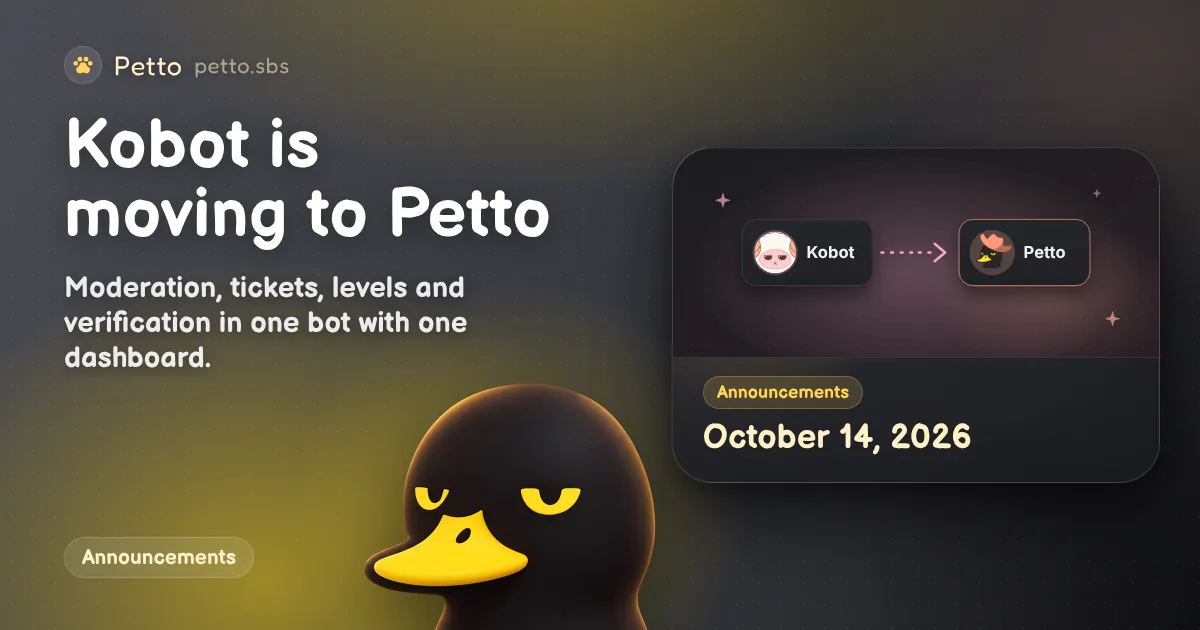 Petto petto.sbs
Kobot is
moving to Petto
Moderation, tickets, levels and
verification in one bot with one
dashboard.
Announcements
Kobot
Petto
Announcements
October 14, 2026